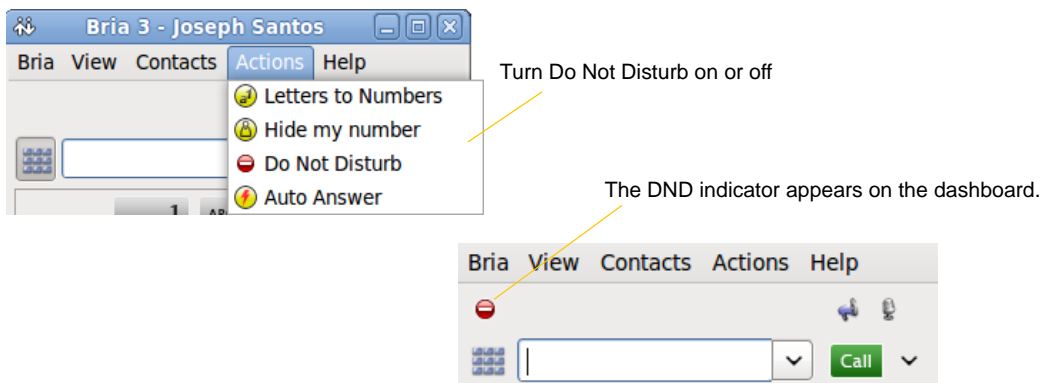 Bria 3 - Joseph Santos
Bria View Contacts Actions Help
Turn Do Not Disturb on or off
Letters to Numbers
Hide my number
Do Not Disturb
Auto Answer
1
The DND indicator appears on the dashboard.
Bria View Contacts Actions Help
Call